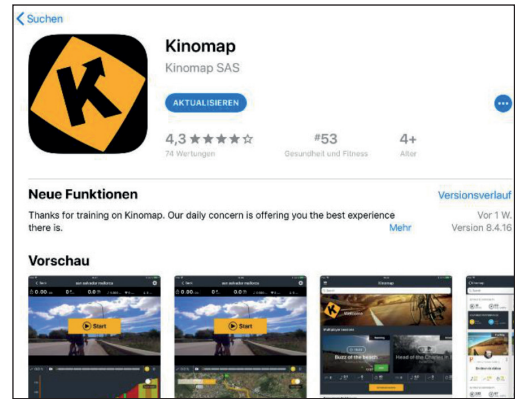 Suchen
Kinomap
Kinomap SAS
AKTUALISIEREN
4,3 ★★★★☆ #53 4+
74 Wertungen Gesundheit und Fitness Alter
Neue Funktionen Versionsverlauf
Thanks for training on Kinomap. Our daily concern is offering you the best experience Vor 1 W.
there is. Mehr Version 8.4.16
Vorschau
Start Start
Kinomap
Welcome
Buzz of the Beach Head of the Charles